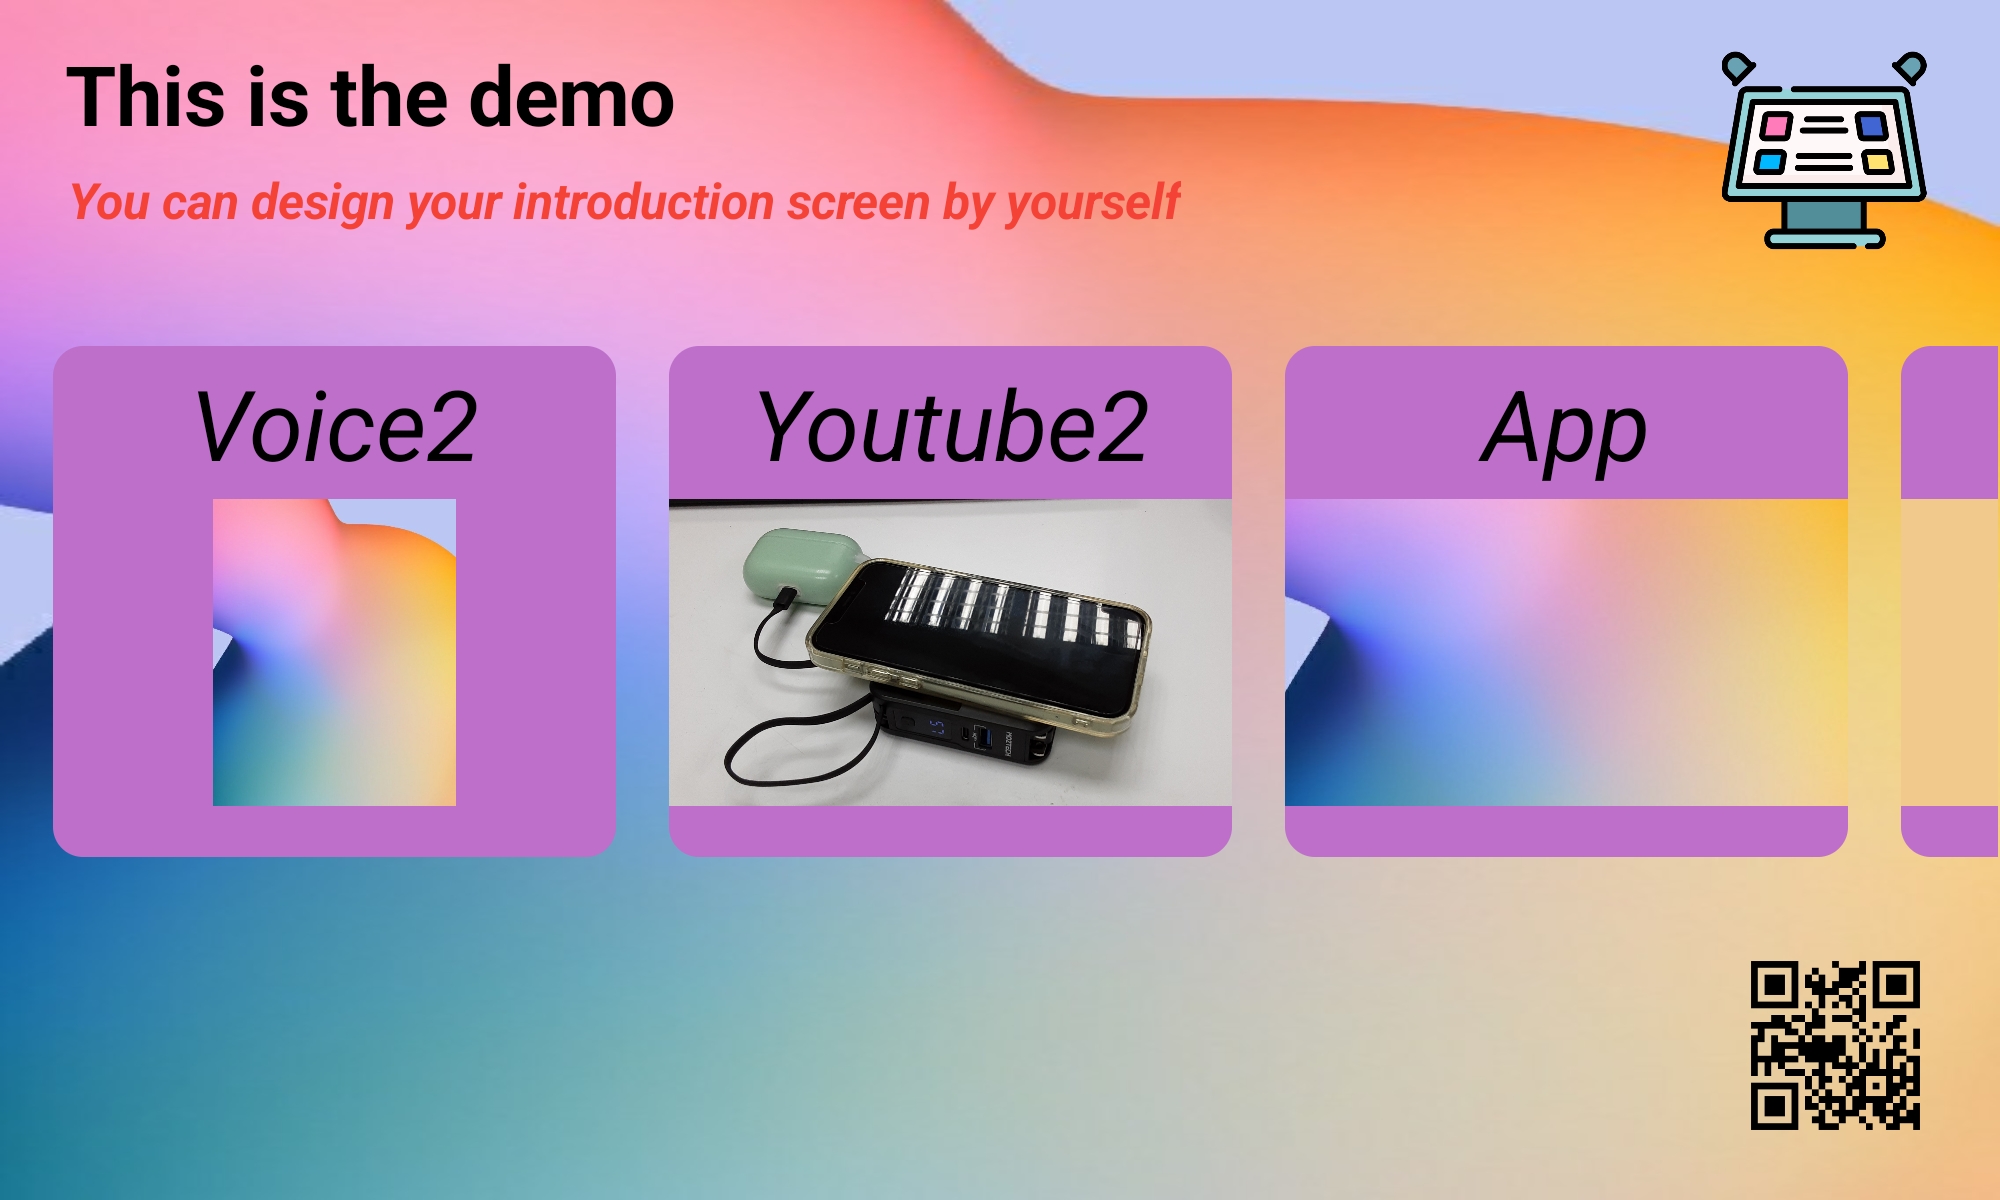 This is the demo
You can design your introduction screen by yourself
Voice2
Youtube2
App